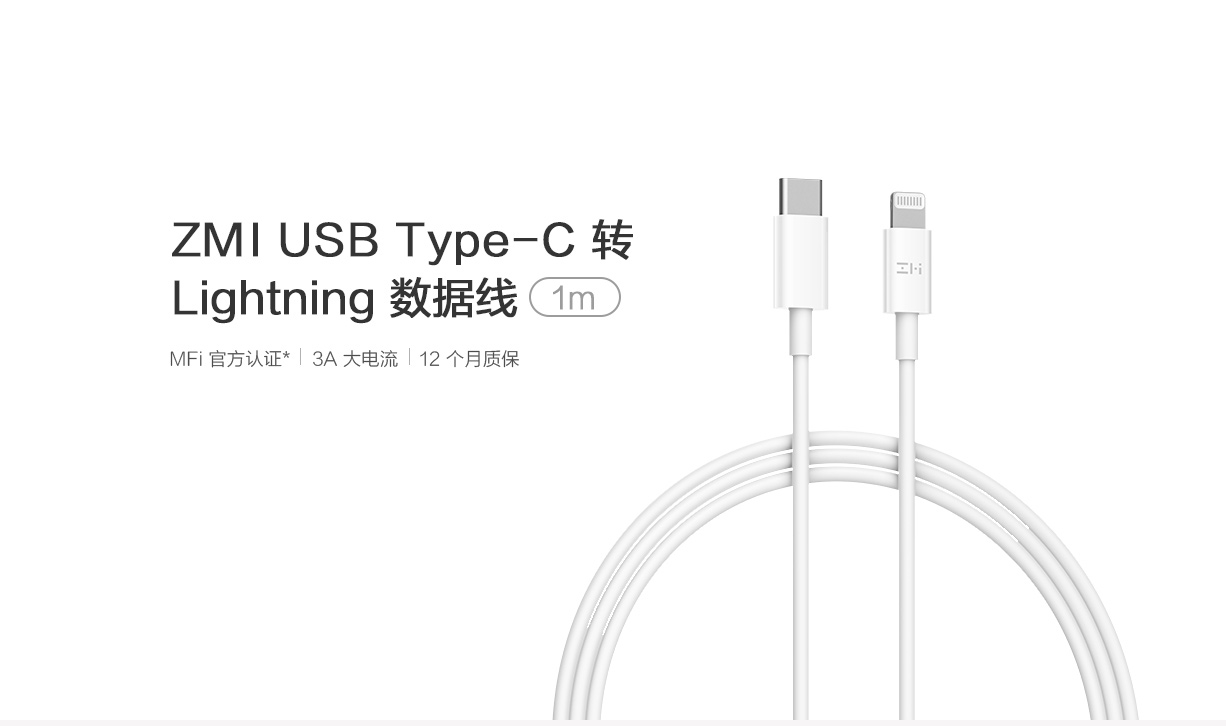 ZMI USB Type-C 转
Lightning 数据线 1m
MFi 官方认证* | 3A 大电流 | 12 个月质保
ZMi